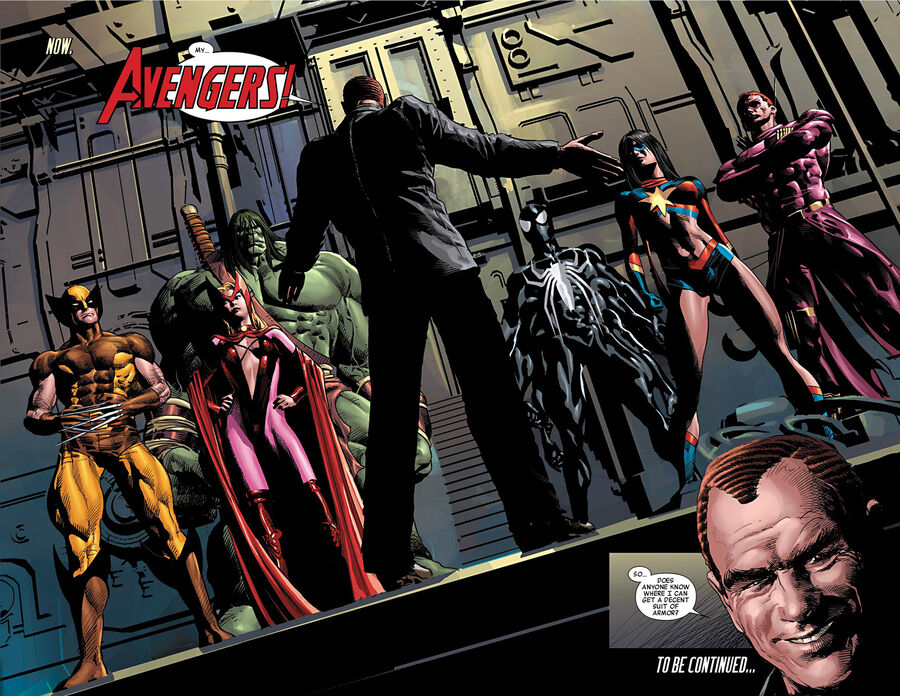 NOW.
MY...
AVENGERS!
SO...
DOES
ANYONE KNOW
WHERE I CAN
GET A DECENT
SUIT OF
ARMOR?
TO BE CONTINUED...